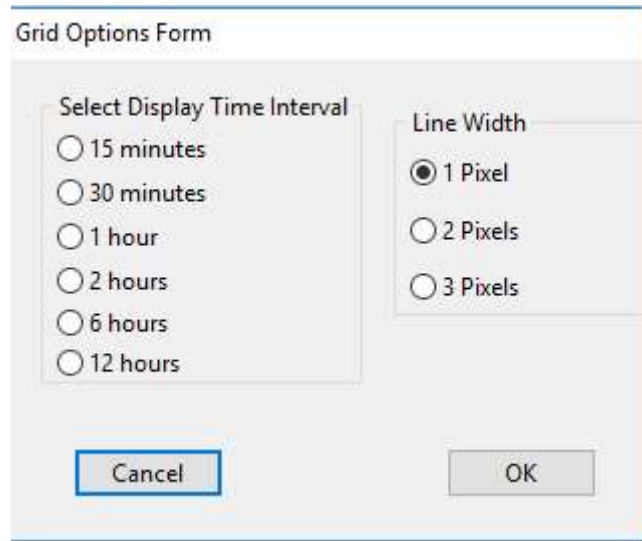 Grid Options Form
Select Display Time Interval
15 minutes
30 minutes
1 hour
2 hours
6 hours
12 hours
Line Width
1 Pixel
2 Pixels
3 Pixels
Cancel
OK